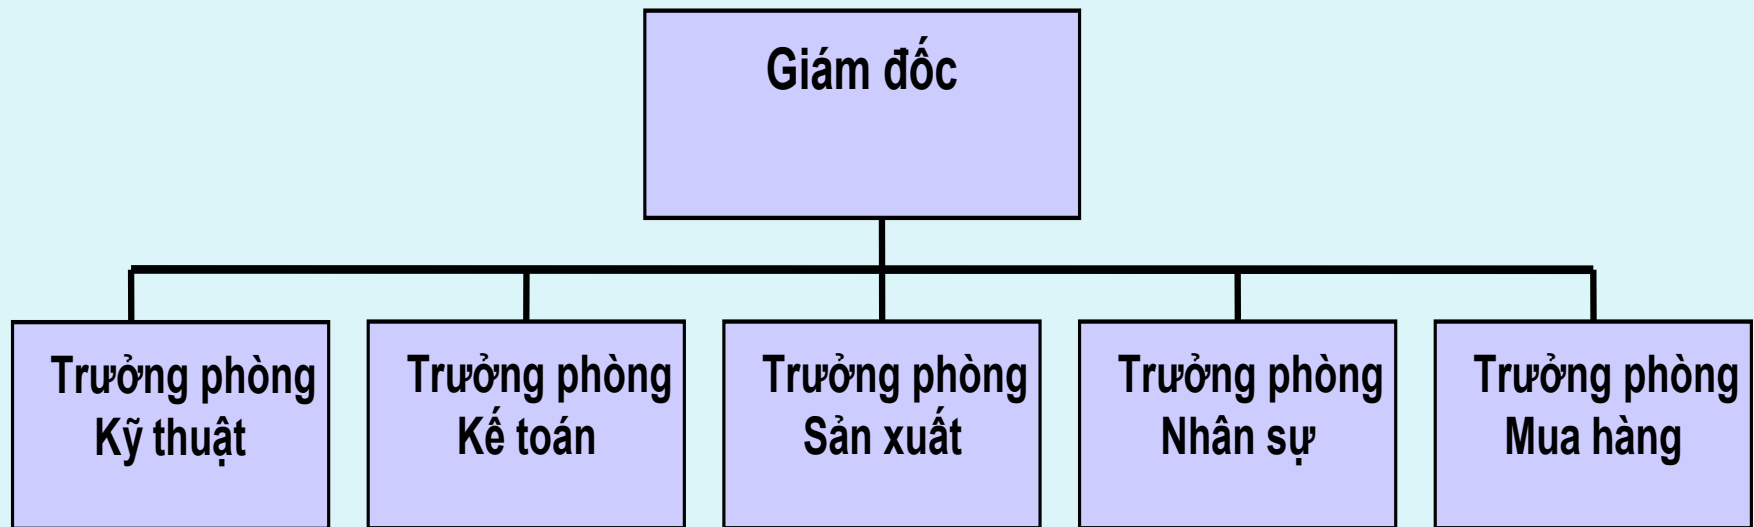 Giám đốc
Trưởng phòng
Kỹ thuật
Trưởng phòng
Kế toán
Trưởng phòng
Sản xuất
Trưởng phòng
Nhân sự
Trưởng phòng
Mua hàng